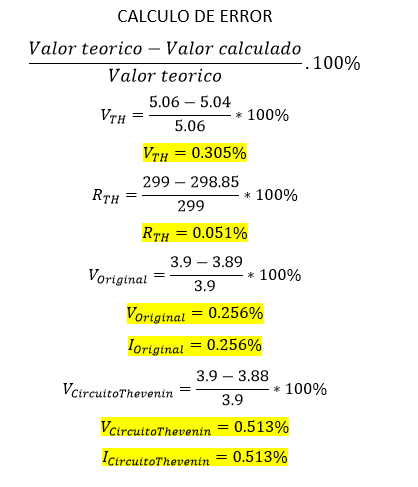 CALCULO DE ERROR
\frac{Valor teorico − Valor calculado}{Valor teorico} . 100%
V_{TH} = \frac{5.06 − 5.04}{5.06} ∗ 100%
V_{TH} = 0.305%
R_{TH} = \frac{299 − 298.85}{299} ∗ 100%
R_{TH} = 0.051%
V_{Original} = \frac{3.9 − 3.89}{3.9} ∗ 100%
V_{Original} = 0.256%
I_{Original} = 0.256%
V_{CircuitoThevenin} = \frac{3.9 − 3.88}{3.9} ∗ 100%
V_{CircuitoThevenin} = 0.513%
I_{CircuitoThevenin} = 0.513%